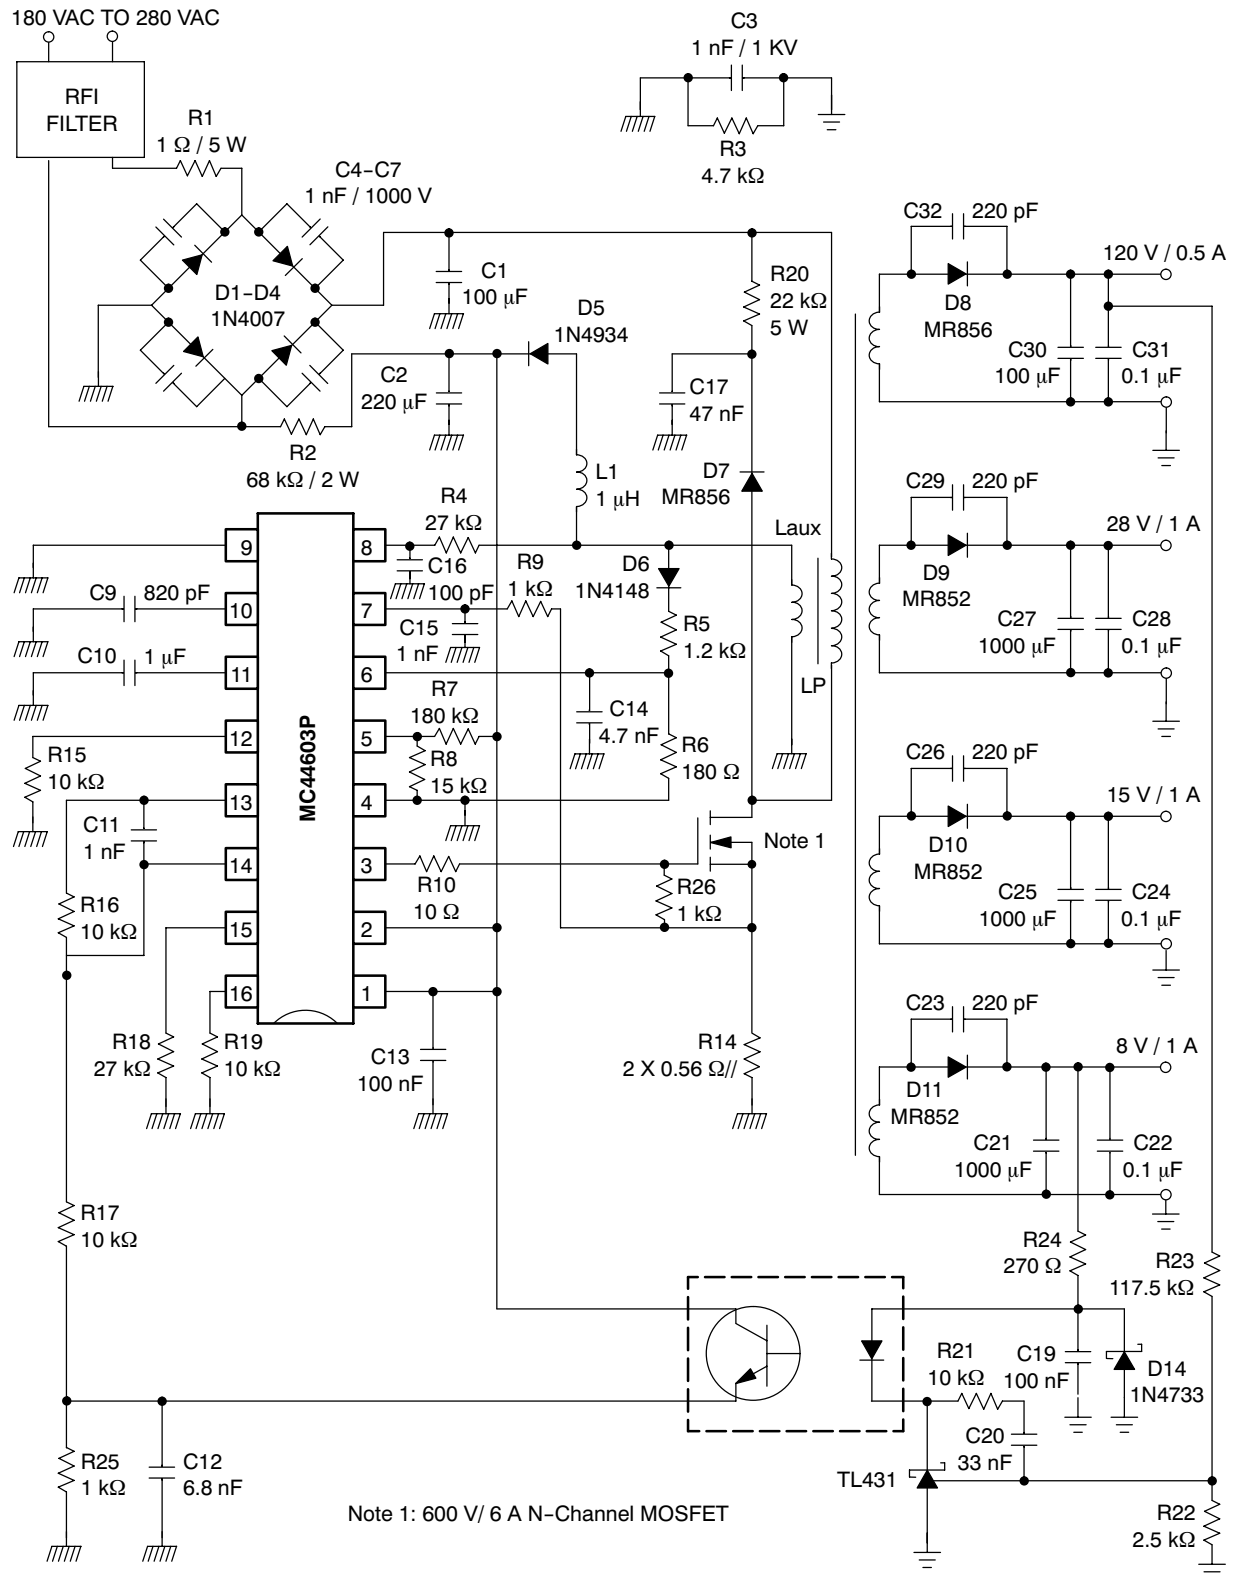 180 VAC TO 280 VAC
RFI
FILTER
R1
1 Ω / 5 W
C4–C7
1 nF / 1000 V
C3
1 nF / 1 KV
R3
4.7 kΩ
D1–D4
1N4007
C1
100 μF
D5
1N4934
R20
22 kΩ
5 W
C2
220 μF
R2
68 kΩ / 2 W
C17
47 nF
L1
1 μH
D7
MR856
C32
220 pF
120 V / 0.5 A
D8
MR856
C30
100 μF
C31
0.1 μF
C29
220 pF
28 V / 1 A
D9
MR852
C27
1000 μF
C28
0.1 μF
Laux
LP
R4
27 kΩ
C16
100 pF
R9
1 kΩ
D6
1N4148
C15
1 nF
R5
1.2 kΩ
R7
180 kΩ
C14
4.7 nF
R8
15 kΩ
R6
180 Ω
9
8
C9
820 pF
10
7
C10
1 μF
11
6
12
5
R15
10 kΩ
13
4
C11
1 nF
14
3
R16
10 kΩ
15
2
16
1
MC44603P
R10
10 Ω
R26
1 kΩ
Note 1
C26
220 pF
15 V / 1 A
D10
MR852
C25
1000 μF
C24
0.1 μF
R18
27 kΩ
R19
10 kΩ
C13
100 nF
R14
2 X 0.56 Ω//
C23
220 pF
8 V / 1 A
D11
MR852
C21
1000 μF
C22
0.1 μF
R17
10 kΩ
R24
270 Ω
R23
117.5 kΩ
R21
10 kΩ
C19
100 nF
D14
1N4733
C20
33 nF
TL431
R25
1 kΩ
C12
6.8 nF
R22
2.5 kΩ
Note 1: 600 V/ 6 A N–Channel MOSFET